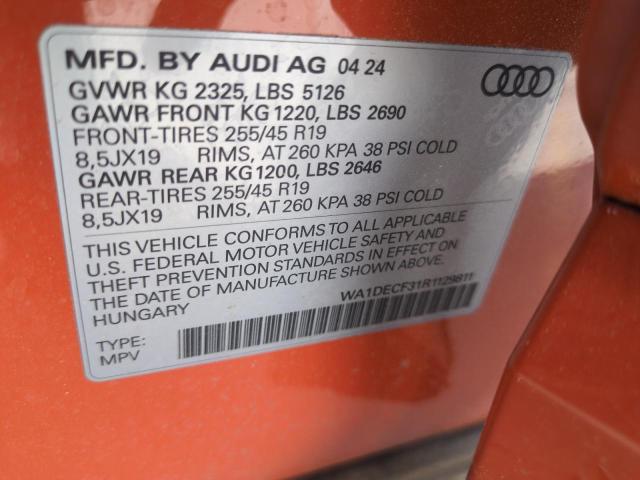 MFD. BY AUDI AG 04 24
GVWR KG 2325, LBS 5126
GAWR FRONT KG 1220, LBS 2690
FRONT-TIRES 255/45 R19
8,5JX19 RIMS, AT 260 KPA 38 PSI COLD
GAWR REAR KG 1200, LBS 2646
REAR-TIRES 255/45 R19
8,5JX19 RIMS, AT 260 KPA 38 PSI COLD
THIS VEHICLE CONFORMS TO ALL APPLICABLE
U.S. FEDERAL MOTOR VEHICLE SAFETY AND
THEFT PREVENTION STANDARDS IN EFFECT ON
THE DATE OF MANUFACTURE SHOWN ABOVE.
HUNGARY WA1DECF31R1129811
TYPE:
MPV